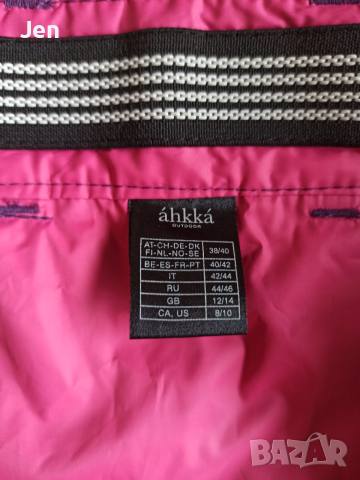 Jen
áhkká
OUTDOOR
AT-CH-DE-DK
FI-NL-NO-SE 38/40
BE-ES-FR-PT 40/42
IT 42/44
RU 44/46
GB 12/14
CA, US 8/10
BAZAR